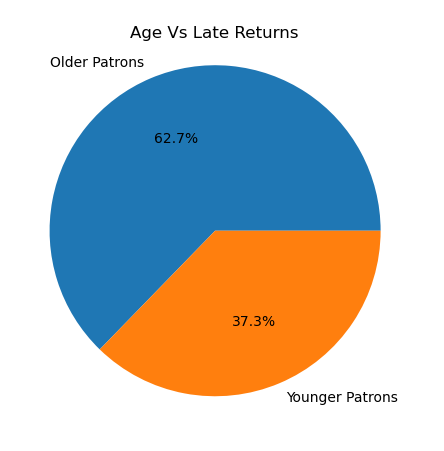 Age Vs Late Returns
Older Patrons
62.7%
37.3%
Younger Patrons